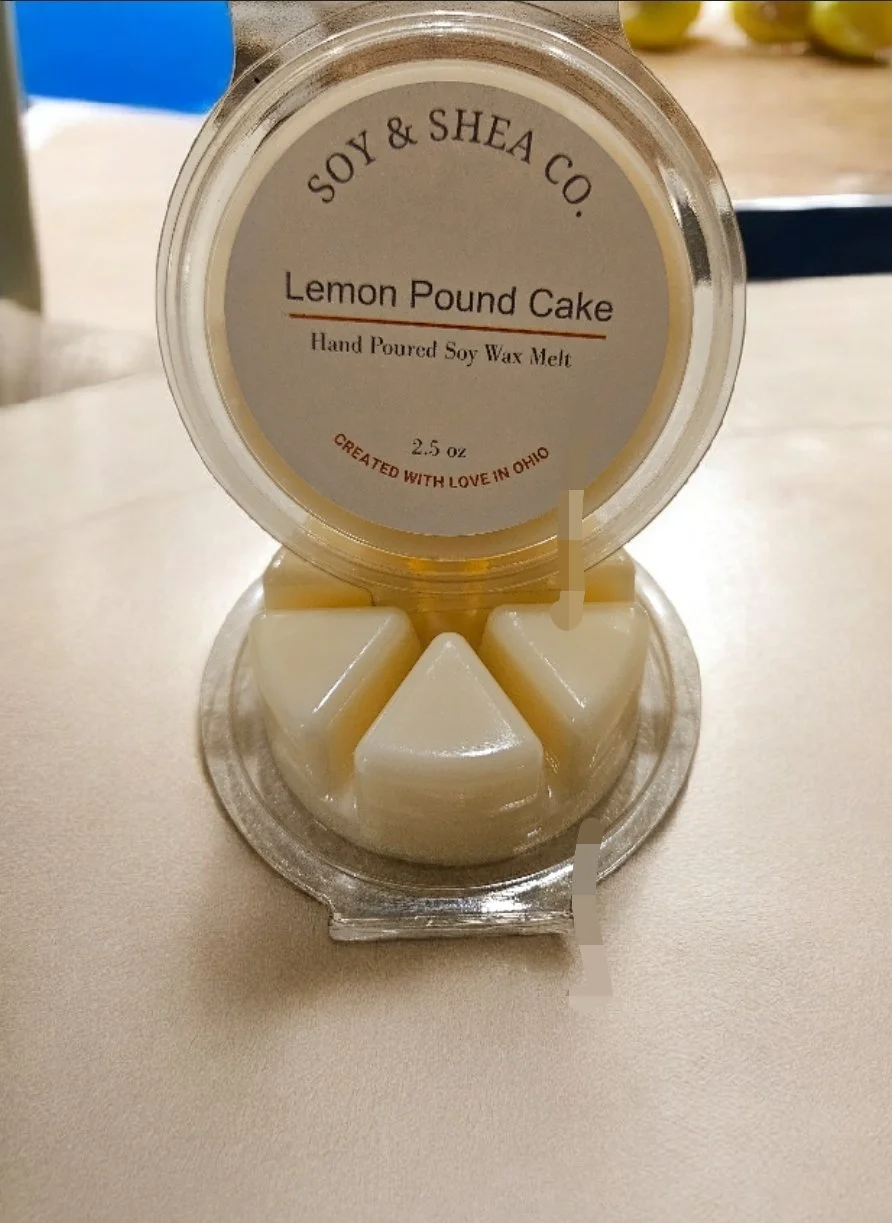 SOY & SHEA CO.
Lemon Pound Cake
Hand Poured Soy Wax Melt
2.5 oz
CREATED WITH LOVE IN OHIO